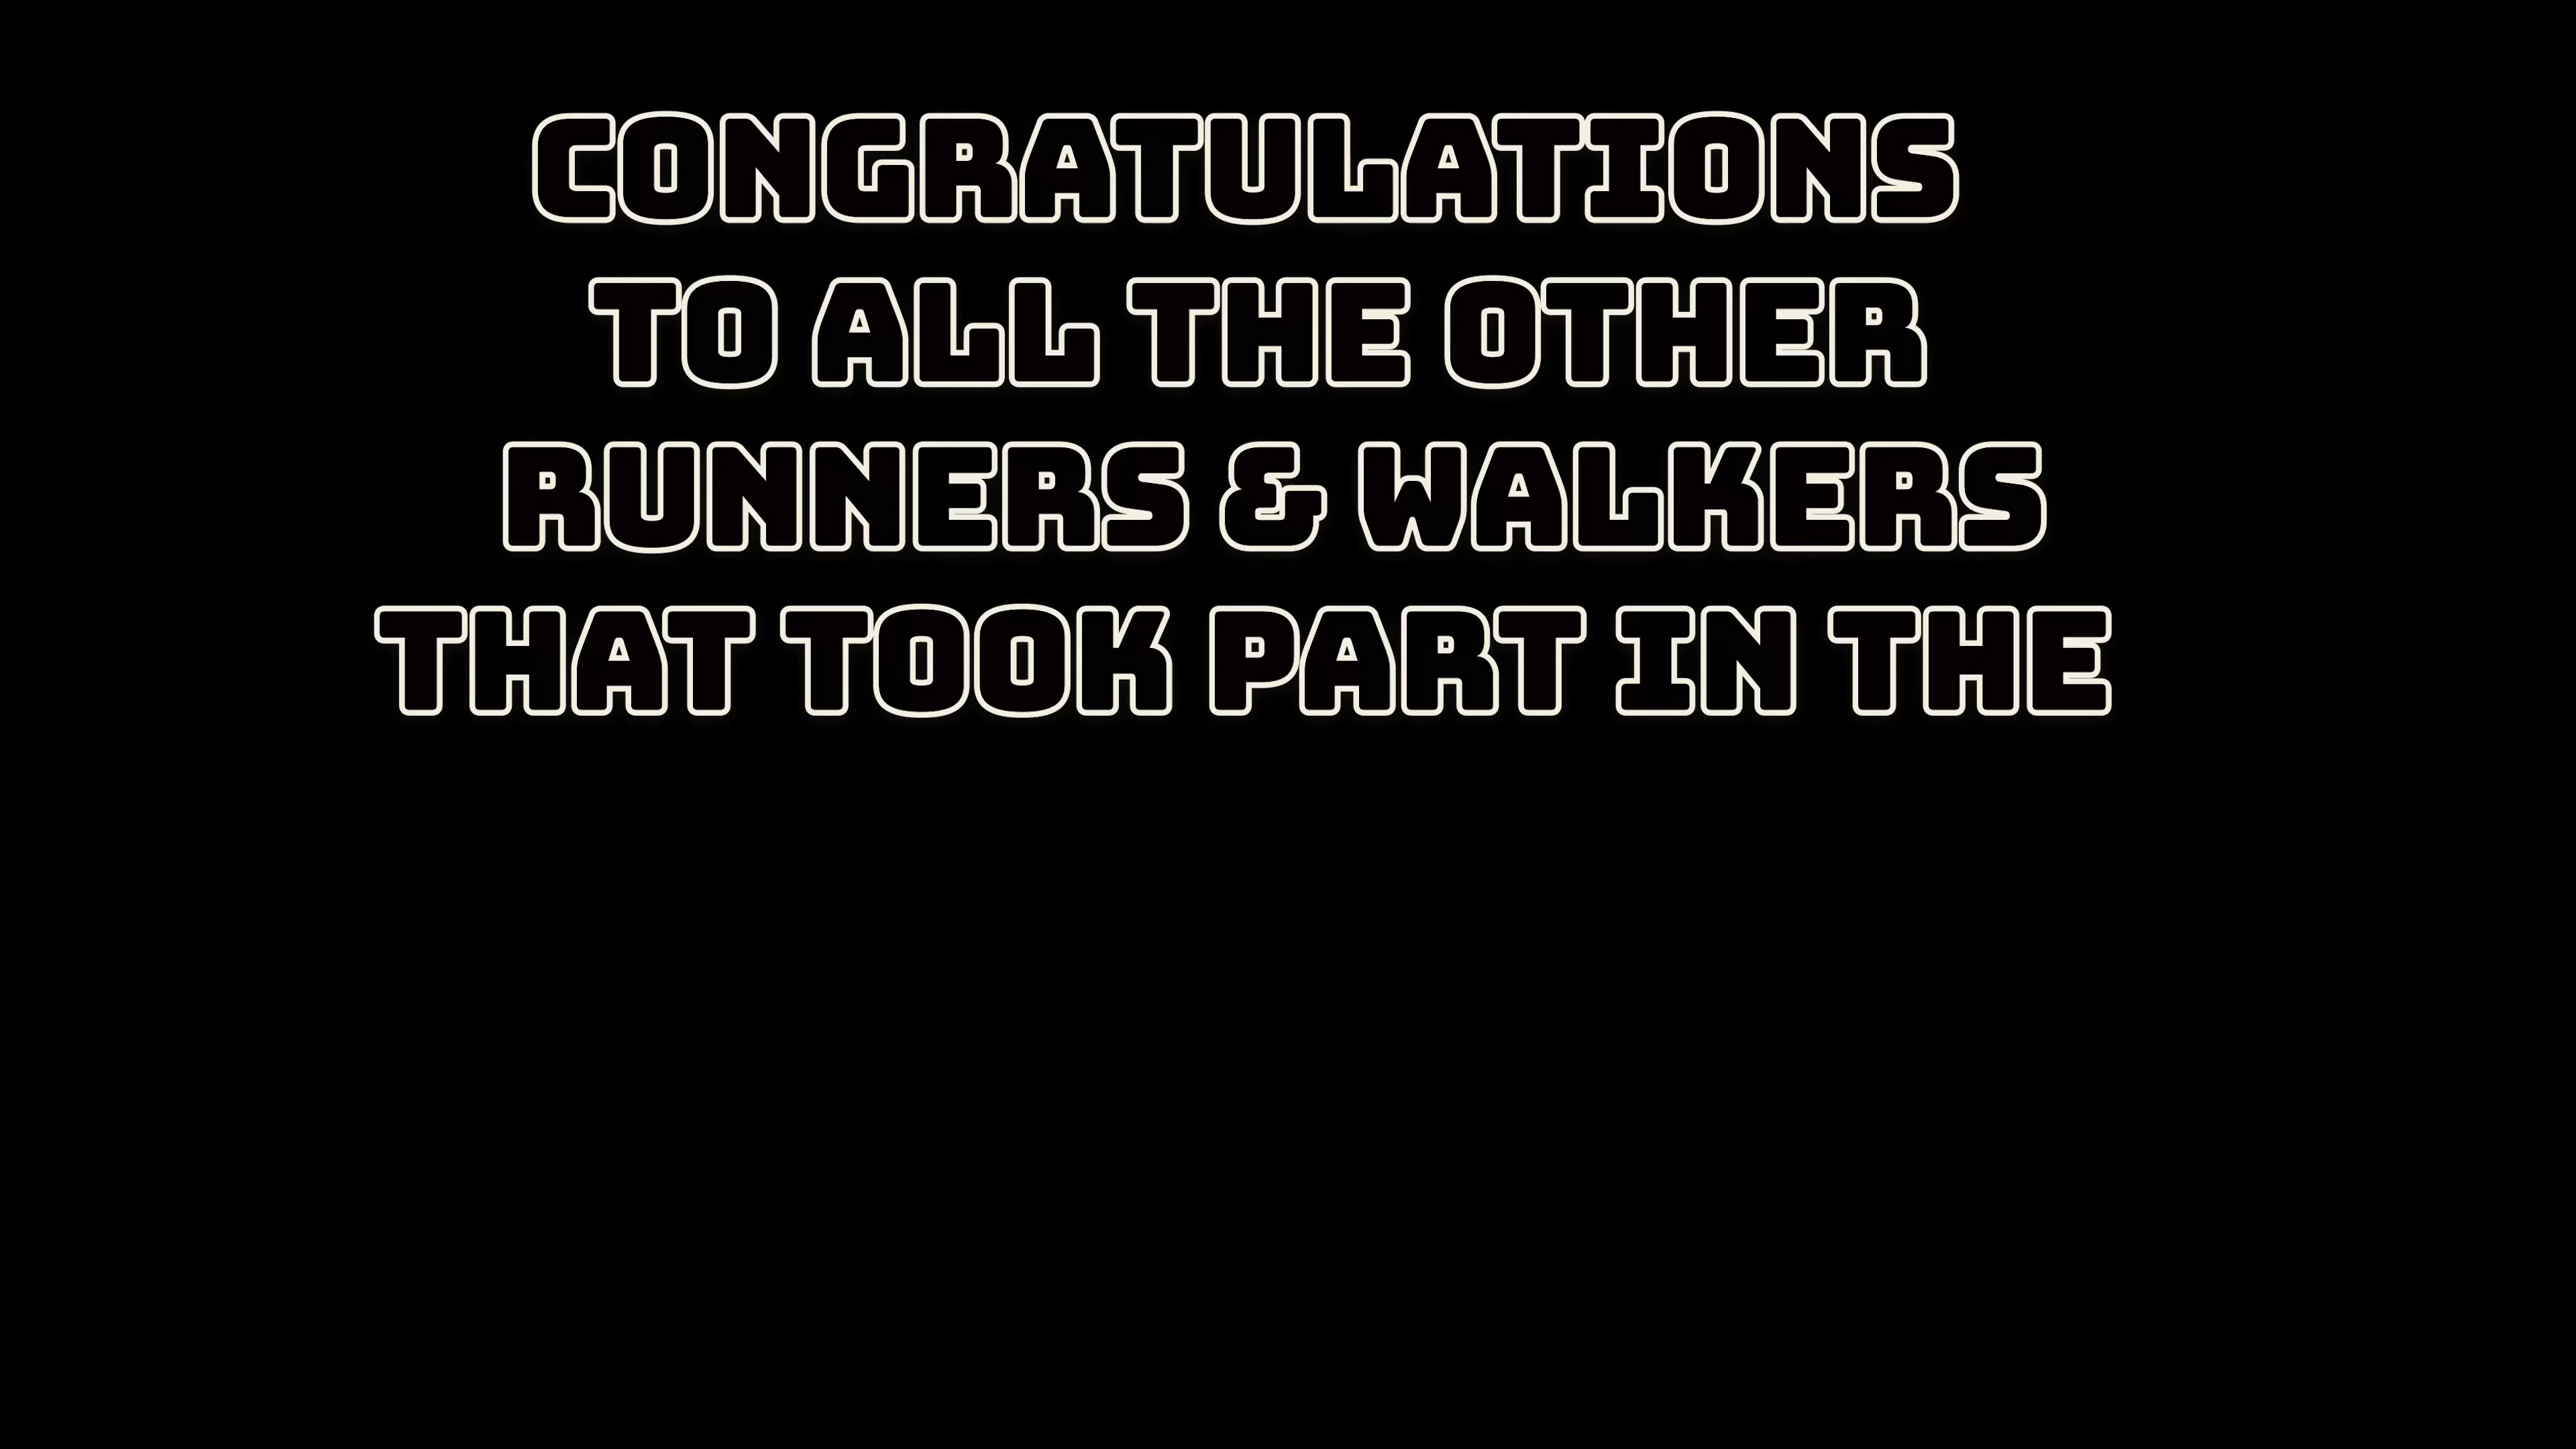 CONGRATULATIONS
TO ALL THE OTHER
RUNNERS & WALKERS
THAT TOOK PART IN THE